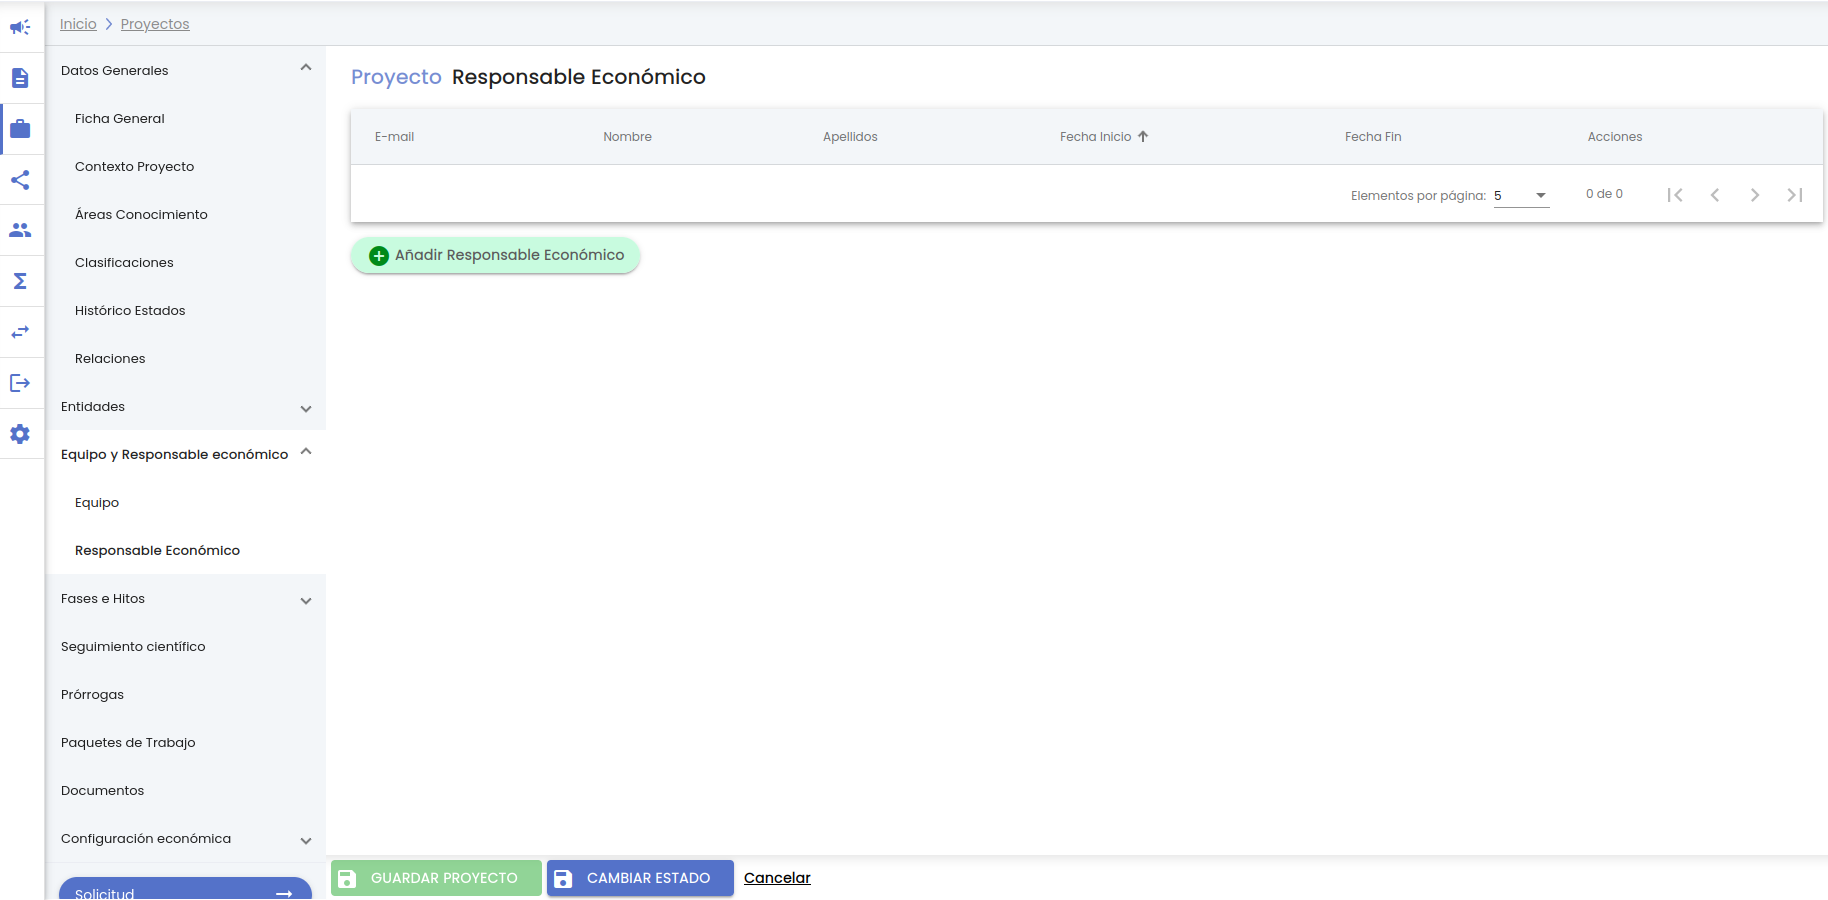 Inicio > Proyectos
Datos Generales
Ficha General
Contexto Proyecto
Áreas Conocimiento
Clasificaciones
Histórico Estados
Relaciones
Entidades
Equipo y Responsable económico
Equipo
Responsable Económico
Fases e Hitos
Seguimiento científico
Prórrogas
Paquetes de Trabajo
Documentos
Configuración económica
Solicitud
Proyecto Responsable Económico
E-mail Nombre Apellidos Fecha Inicio Fecha Fin Acciones
Elementos por página: 5 0 de 0
Añadir Responsable Económico
GUARDAR PROYECTO CAMBIAR ESTADO Cancelar